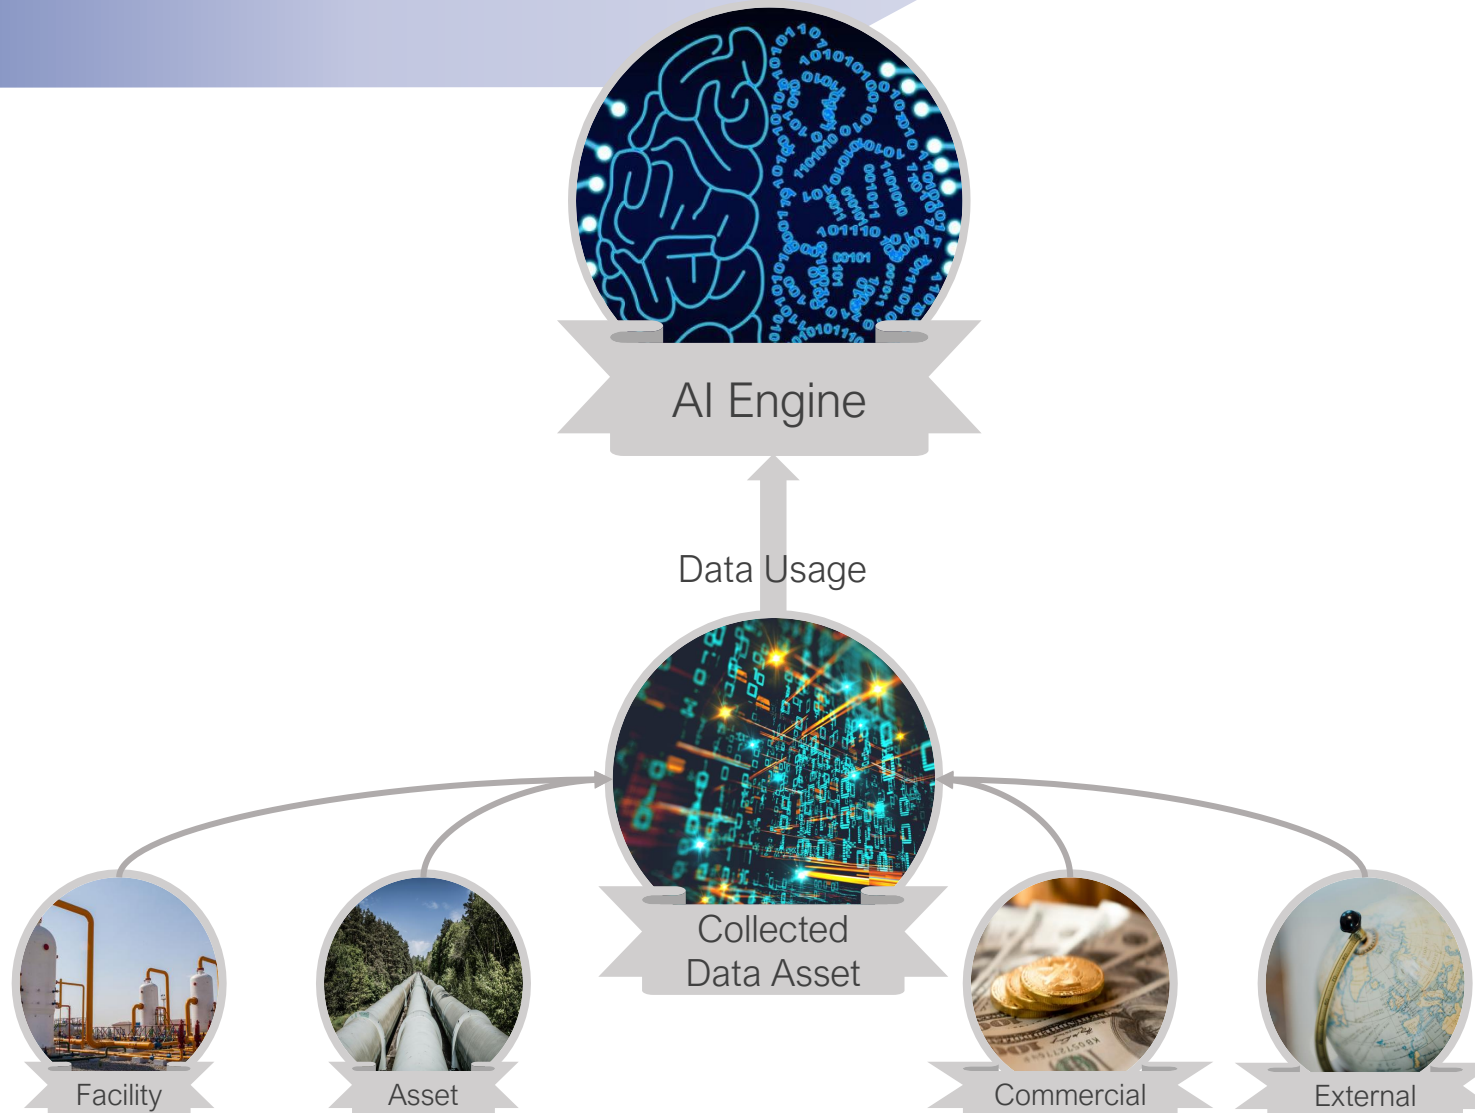 AI Engine
Data Usage
Collected
Data Asset
Facility
Asset
Commercial
External